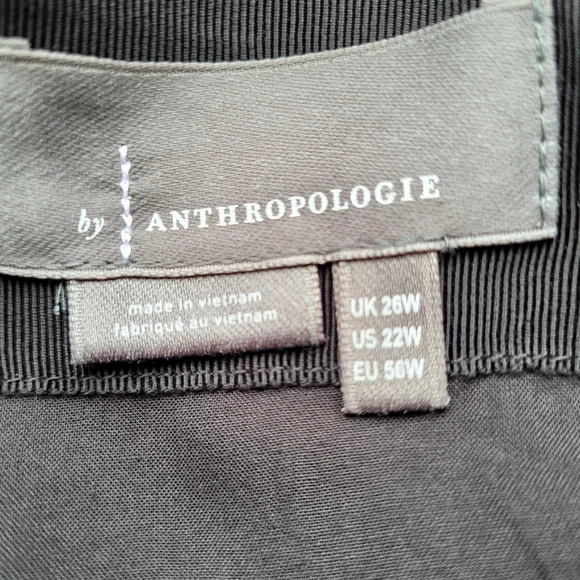 by ANTHROPOLOGIE
made in vietnam
fabriqué au vietnam
UK 26W
US 22W
EU 56W